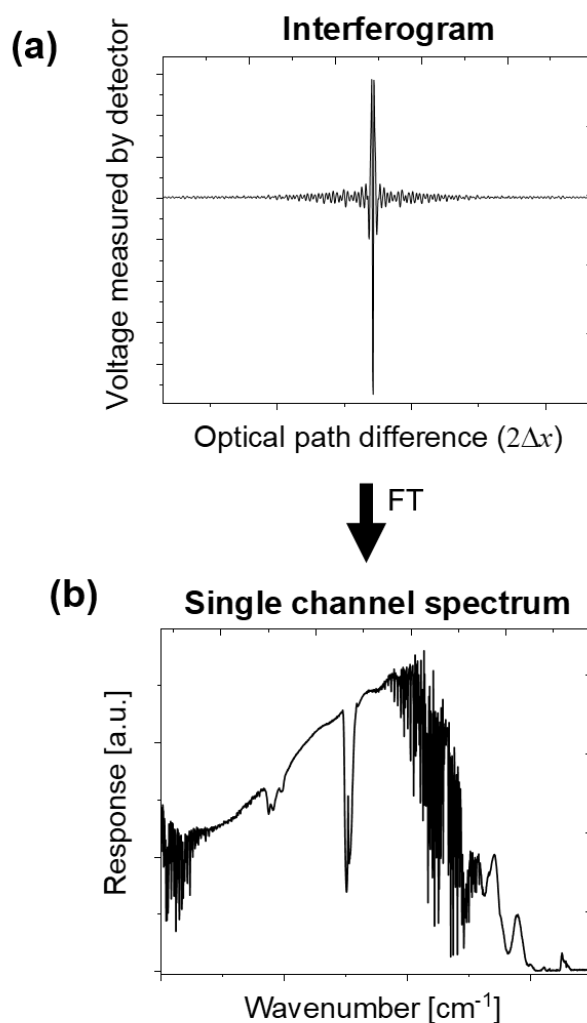 (a)
Interferogram
Voltage measured by detector
Optical path difference (2Δx)
FT
(b)
Single channel spectrum
Response [a.u.]
Wavenumber [cm⁻¹]